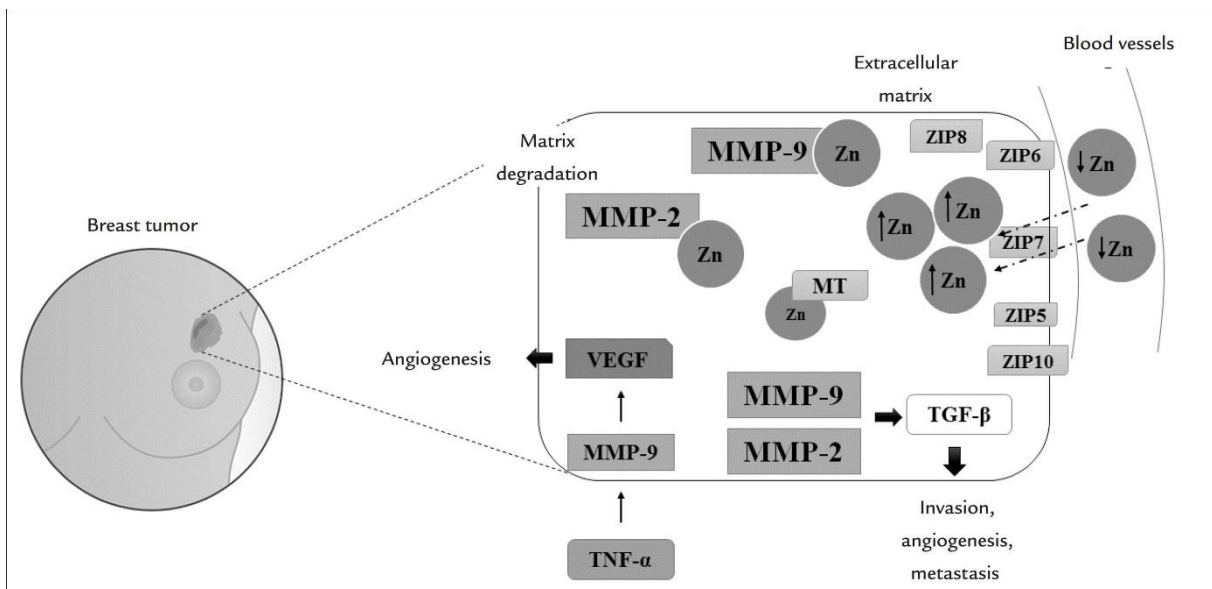 Blood vessels
Extracellular
matrix
Matrix
degradation
Breast tumor
MMP-9
Zn
ZIP8
ZIP6
↓Zn
MMP-2
Zn
↑Zn
↑Zn
↑Zn
ZIP7
↓Zn
MT
Zn
ZIP5
ZIP10
Angiogenesis
VEGF
MMP-9
MMP-9
MMP-2
TGF-β
TNF-α
Invasion,
angiogenesis,
metastasis